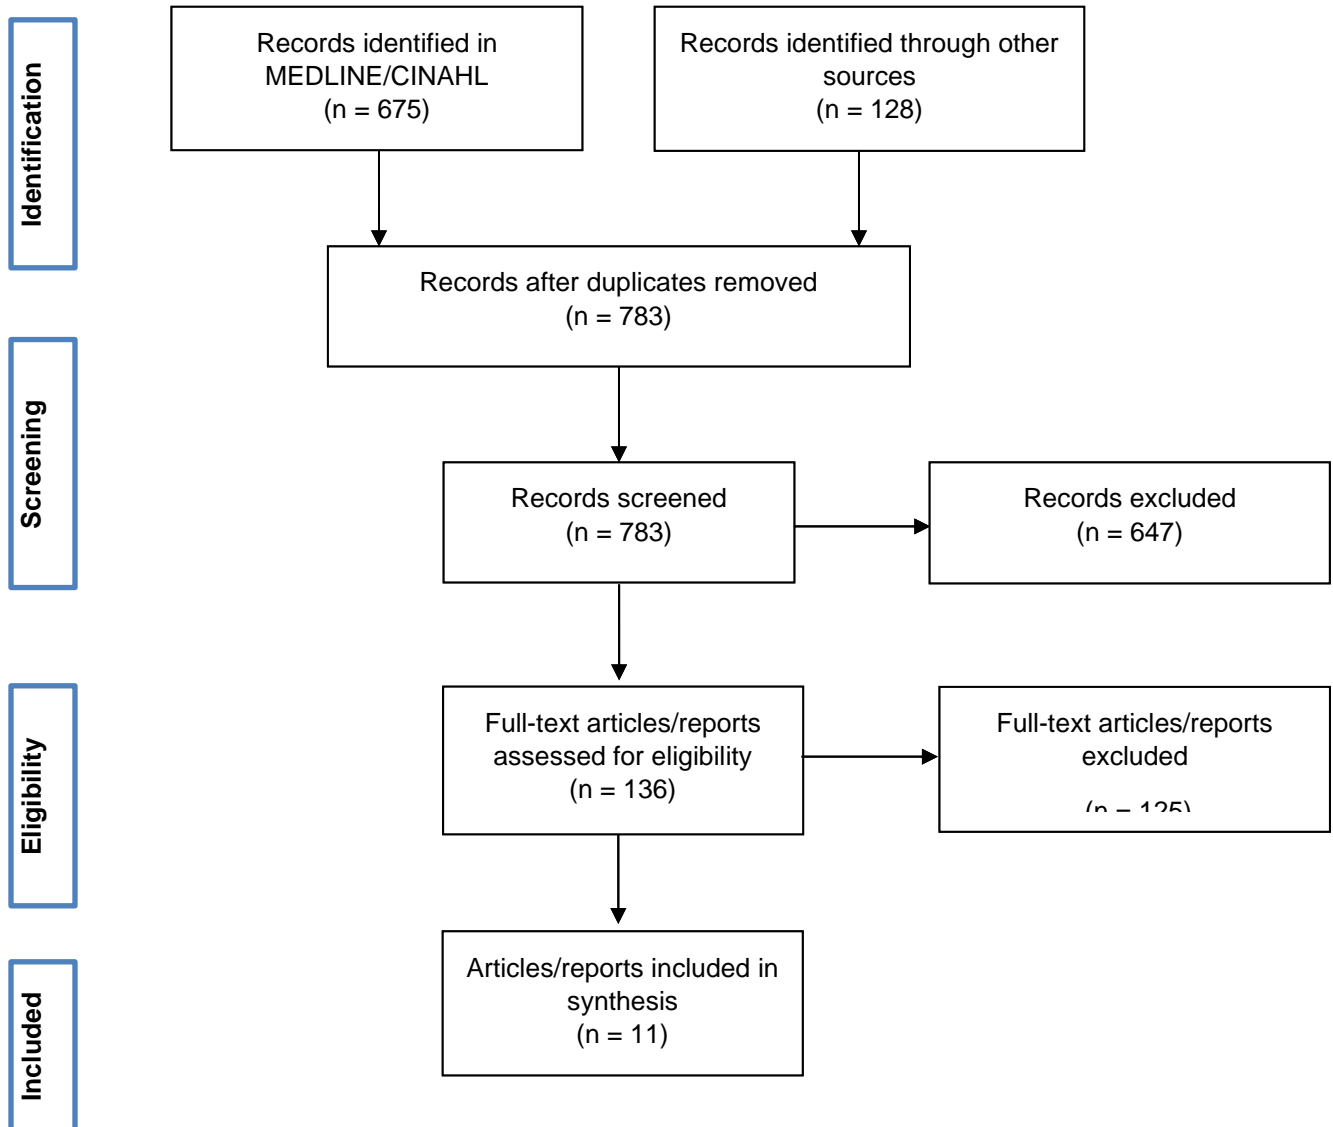 Identification
Records identified in
MEDLINE/CINAHL
(n = 675)
Records identified through other
sources
(n = 128)
Records after duplicates removed
(n = 783)
Screening
Records screened
(n = 783)
Records excluded
(n = 647)
Eligibility
Full-text articles/reports
assessed for eligibility
(n = 136)
Full-text articles/reports
excluded
(n = 125)
Included
Articles/reports included in
synthesis
(n = 11)